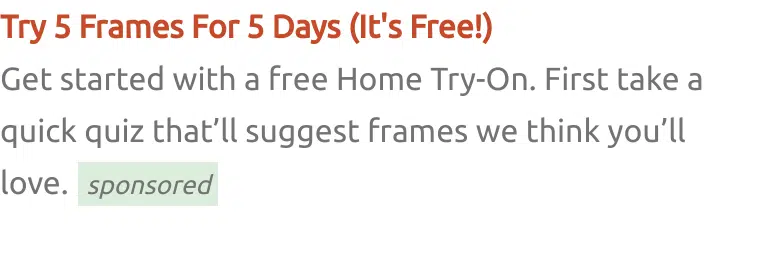 Try 5 Frames For 5 Days (It's Free!)
Get started with a free Home Try-On. First take a
quick quiz that’ll suggest frames we think you’ll
love. sponsored